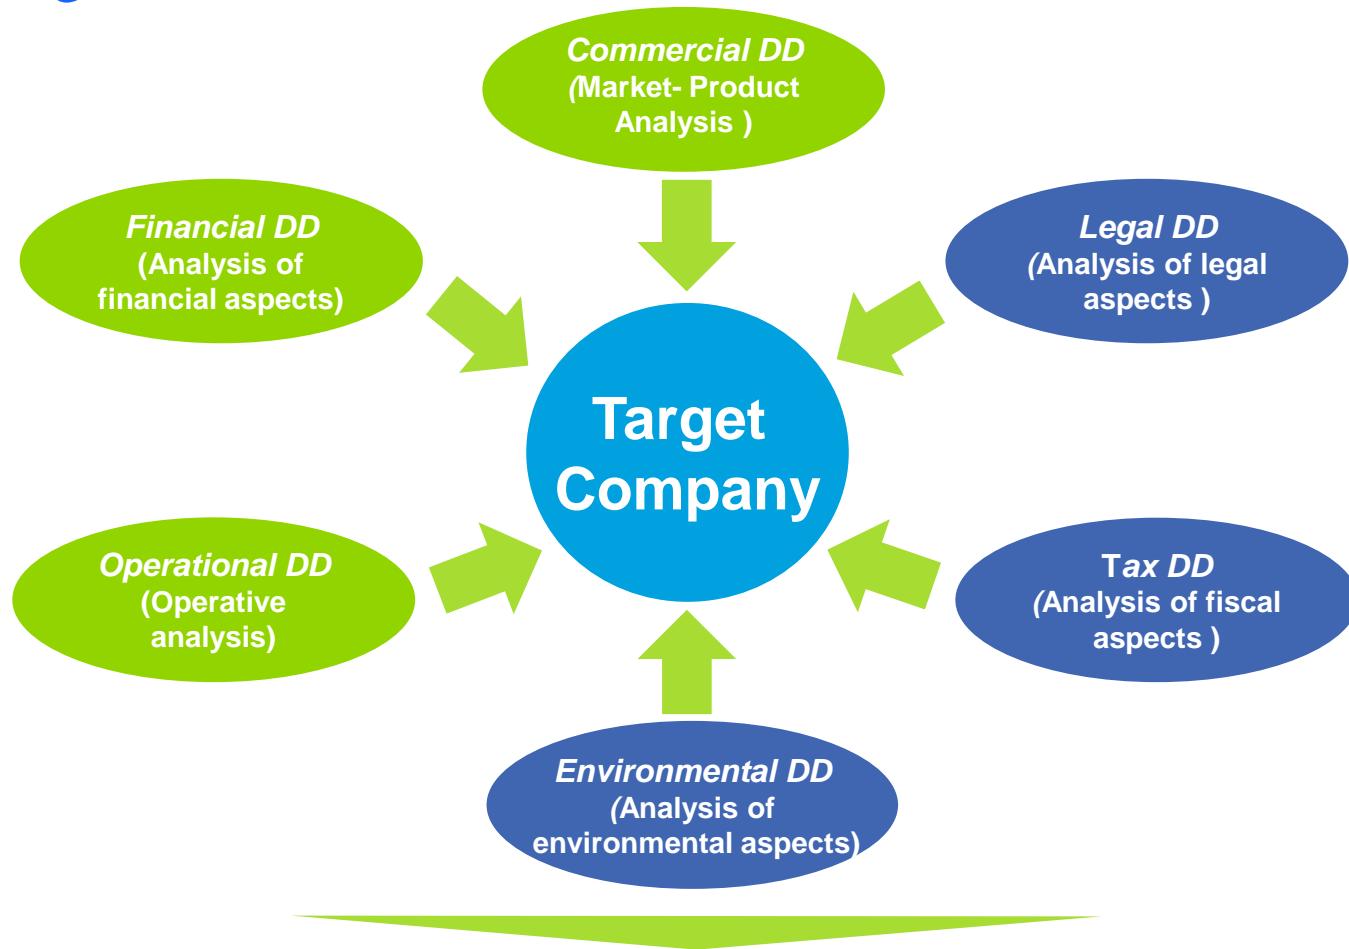 Commercial DD
(Market- Product
Analysis )
Financial DD
(Analysis of
financial aspects)
Legal DD
(Analysis of legal
aspects )
Target
Company
Operational DD
(Operative
analysis)
Tax DD
(Analysis of fiscal
aspects )
Environmental DD
(Analysis of
environmental aspects)